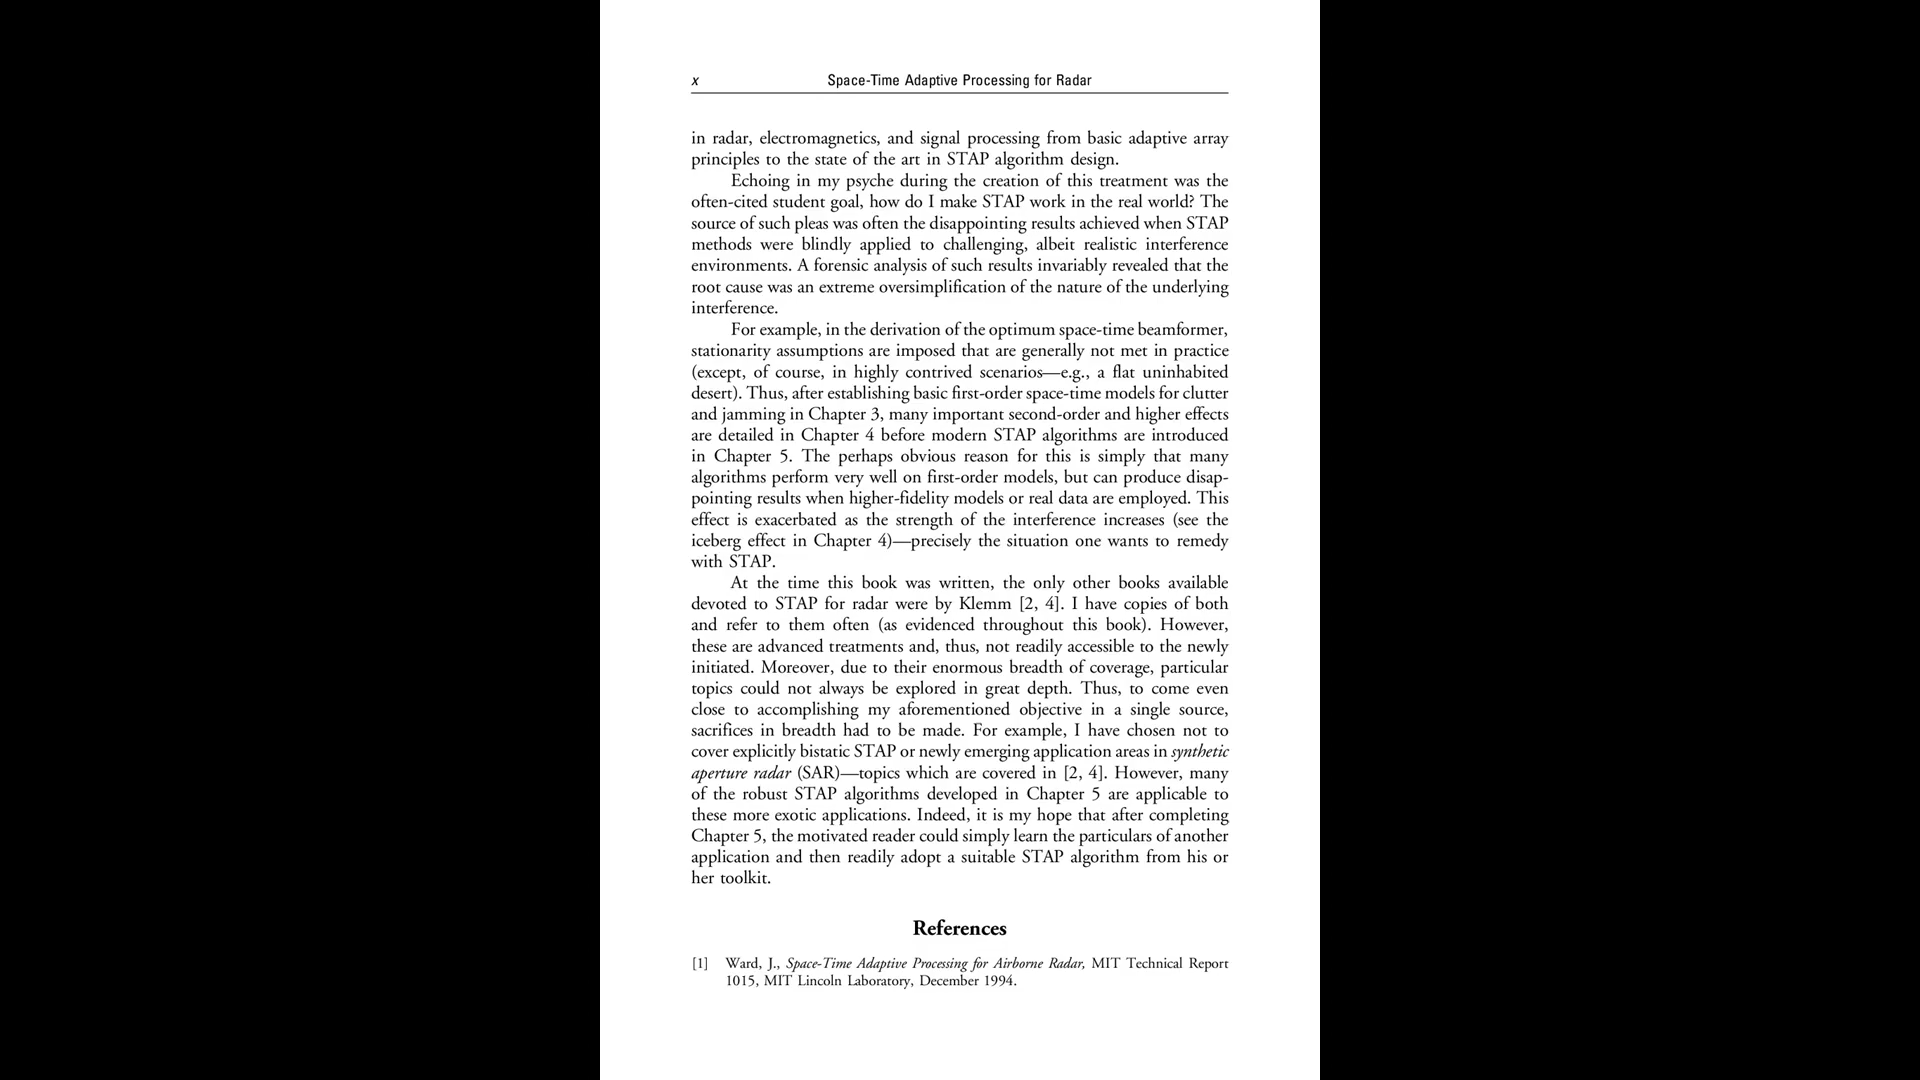 x
Space-Time Adaptive Processing for Radar
in radar, electromagnetics, and signal processing from basic adaptive array
principles to the state of the art in STAP algorithm design.
Echoing in my psyche during the creation of this treatment was the
often-cited student goal, how do I make STAP work in the real world? The
source of such pleas was often the disappointing results achieved when STAP
methods were blindly applied to challenging, albeit realistic interference
environments. A forensic analysis of such results invariably revealed that the
root cause was an extreme oversimplification of the nature of the underlying
interference.
For example, in the derivation of the optimum space-time beamformer,
stationarity assumptions are imposed that are generally not met in practice
(except, of course, in highly contrived scenarios—e.g., a flat uninhabited
desert). Thus, after establishing basic first-order space-time models for clutter
and jamming in Chapter 3, many important second-order and higher effects
are detailed in Chapter 4 before modern STAP algorithms are introduced
in Chapter 5. The perhaps obvious reason for this is simply that many
algorithms perform very well on first-order models, but can produce disap-
pointing results when higher-fidelity models or real data are employed. This
effect is exacerbated as the strength of the interference increases (see the
iceberg effect in Chapter 4)—precisely the situation one wants to remedy
with STAP.
At the time this book was written, the only other books available
devoted to STAP for radar were by Klemm [2, 4]. I have copies of both
and refer to them often (as evidenced throughout this book). However,
these are advanced treatments and, thus, not readily accessible to the newly
initiated. Moreover, due to their enormous breadth of coverage, particular
topics could not always be explored in great depth. Thus, to come even
close to accomplishing my aforementioned objective in a single source,
sacrifices in breadth had to be made. For example, I have chosen not to
cover explicitly bistatic STAP or newly emerging application areas in synthetic
aperture radar (SAR)—topics which are covered in [2, 4]. However, many
of the robust STAP algorithms developed in Chapter 5 are applicable to
these more exotic applications. Indeed, it is my hope that after completing
Chapter 5, the motivated reader could simply learn the particulars of another
application and then readily adopt a suitable STAP algorithm from his or
her toolkit.
References
[1] Ward, J., Space-Time Adaptive Processing for Airborne Radar, MIT Technical Report
1015, MIT Lincoln Laboratory, December 1994.